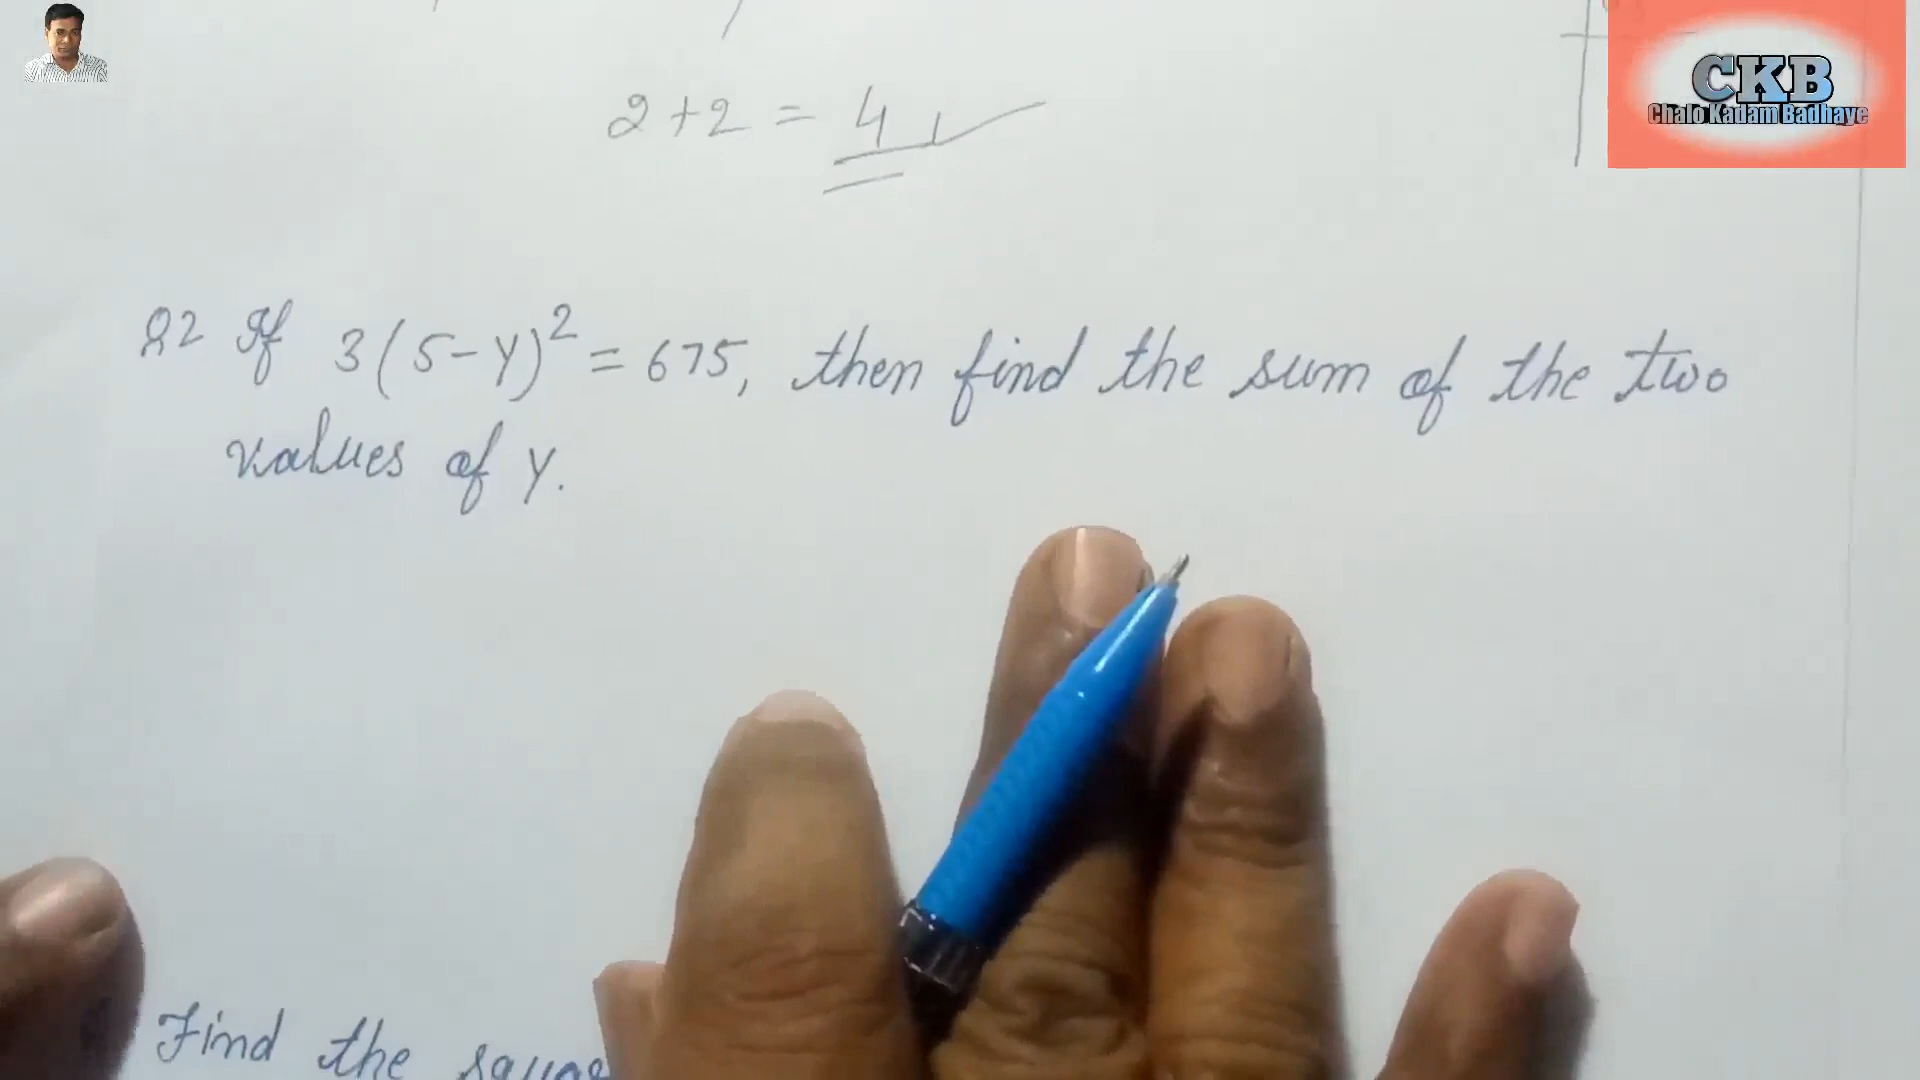 CKB
Chalo Kadam Badhaye
2+2 = 4
Q2 If 3(5-y)² = 675, then find the sum of the two
values of y.
Find the square